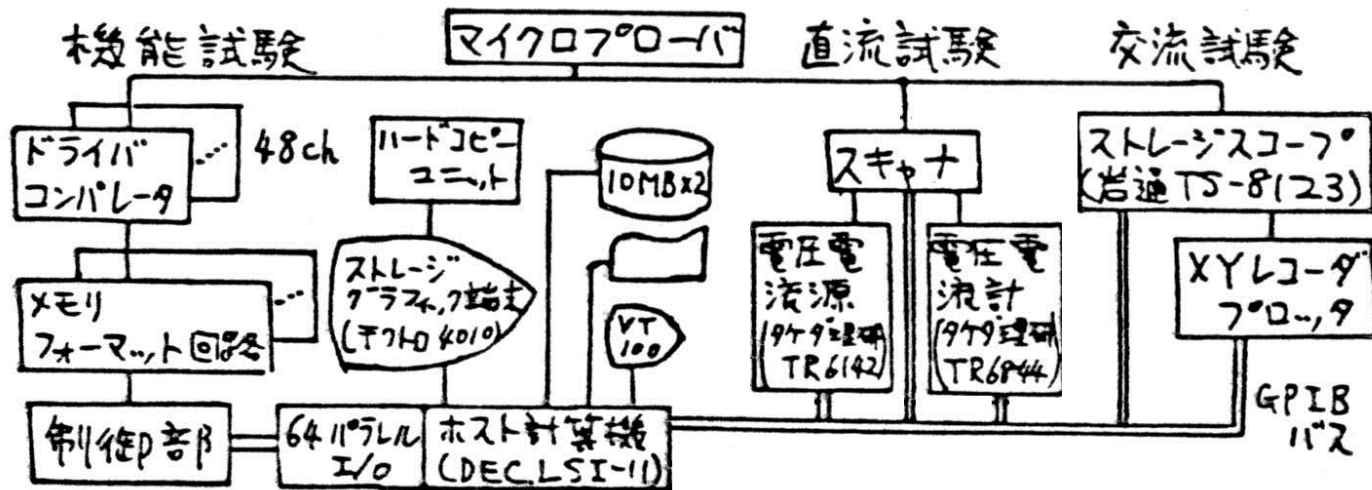 機能試験
マイクロプローバ
直流試験
交流試験
ドライバ
コンパレータ
48ch
ハードコピー
ユニット
10MB×2
スキャナ
ストレージスコープ
(岩通TS-8123)
メモリ
フォーマット回路
ストレージ
グラフィック端末
(テクトロ4010)
VT
100
電圧電
流源
(タケダ理研
TR6142)
電圧電
流計
(タケダ理研
TR6844)
XYレコーダ
プロッタ
制御部
64パラレル
I/O
ホスト計算機
(DEC.LSI-11)
GPIB
バス